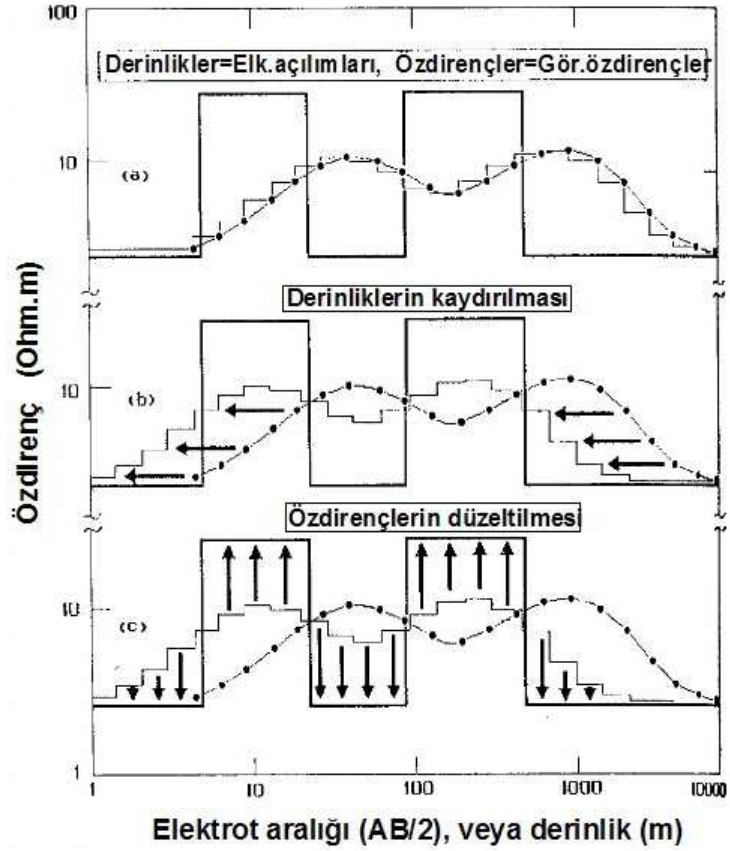 100
Derinlikler=Elk.açılımları, Özdirençler=Gör.özdirençler
10
(a)
Derinliklerin kaydırılması
10
(b)
Özdirenç (Ohm.m)
Özdirençlerin düzeltilmesi
10
(c)
1
1 10 100 1000 10000
Elektrot aralığı (AB/2), veya derinlik (m)